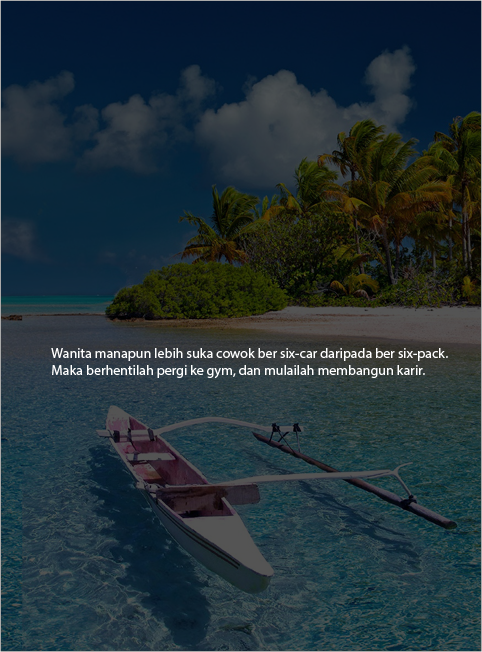 Wanita manapun lebih suka cowok ber six-car daripada ber six-pack.
Maka berhentilah pergi ke gym, dan mulailah membangun karir.